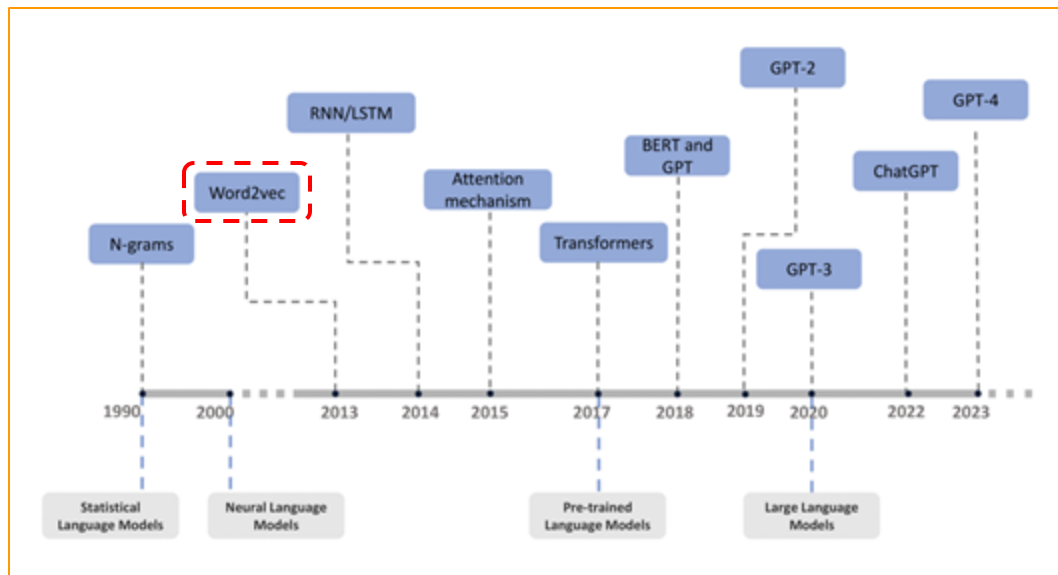 GPT-2
GPT-4
RNN/LSTM
BERT and
GPT
ChatGPT
Word2vec
Attention
mechanism
N-grams
Transformers
GPT-3
1990
2000
2013
2014
2015
2017
2018
2019
2020
2022
2023
Statistical
Language Models
Neural Language
Models
Pre-trained
Language Models
Large Language
Models